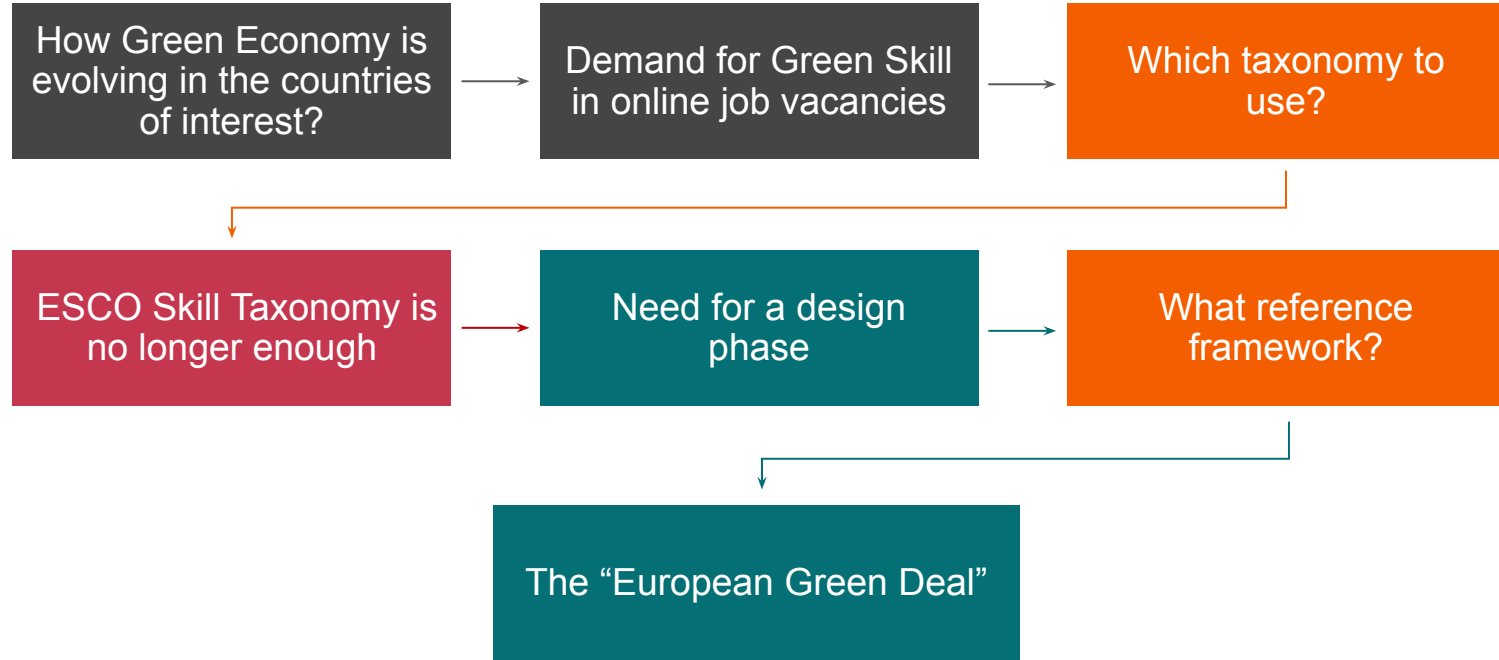 How Green Economy is
evolving in the countries
of interest?
Demand for Green Skill
in online job vacancies
Which taxonomy to
use?
ESCO Skill Taxonomy is
no longer enough
Need for a design
phase
What reference
framework?
The “European Green Deal”